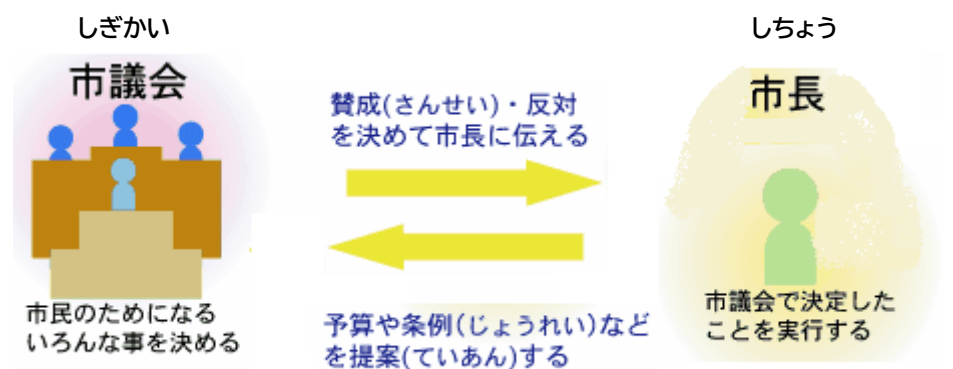 しぎかい
市議会
市民のためになる
いろんな事を決める
賛成(さんせい)・反対
を決めて市長に伝える
予算や条例(じょうれい)など
を提案(ていあん)する
しちょう
市長
市議会で決定した
ことを実行する